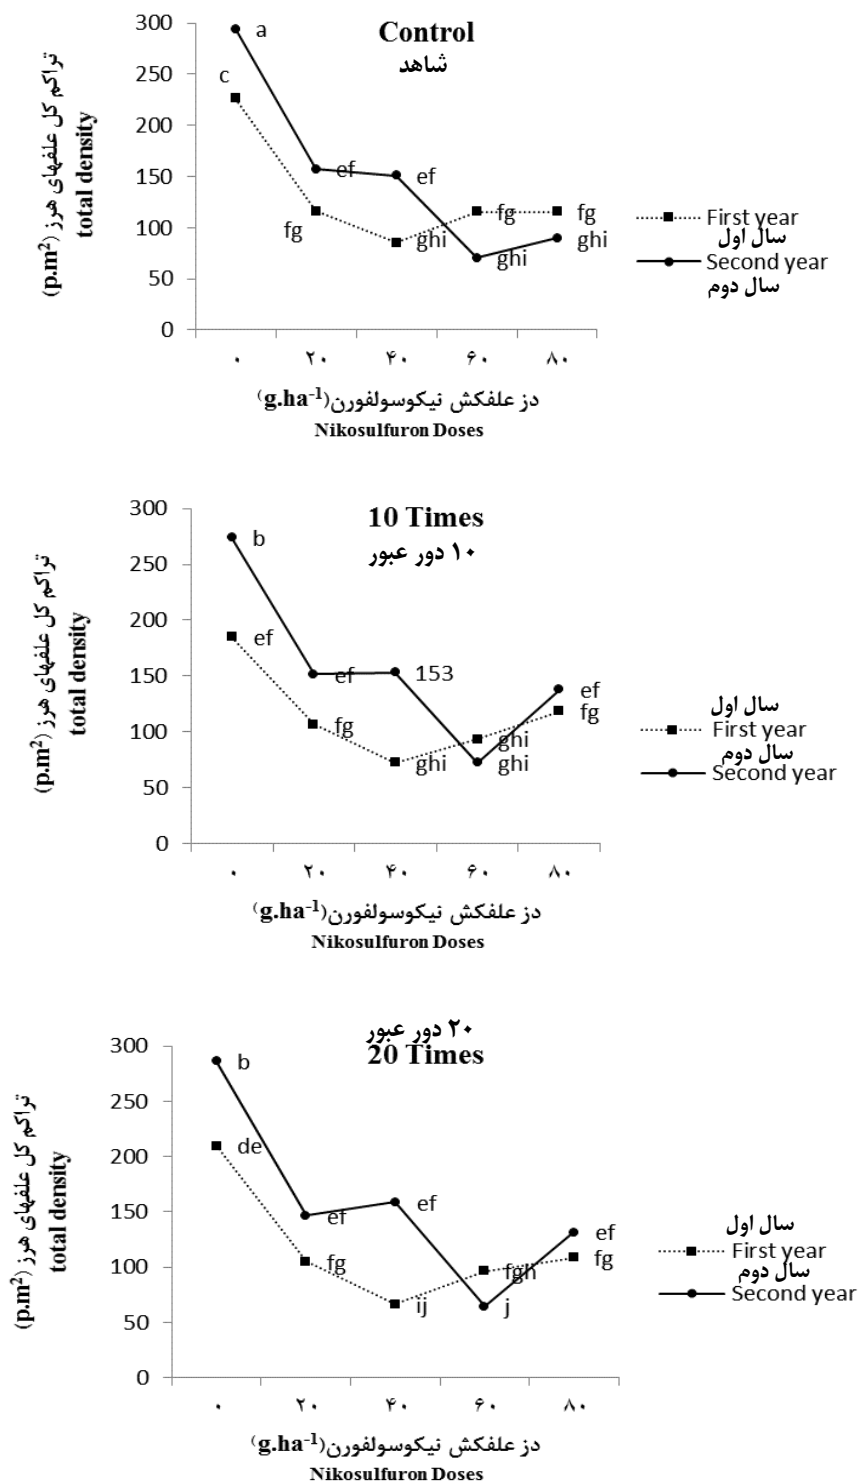 Control
شاهد
300
250
200
150
100
50
0
تراکم کل علفهای هرز (p.m²)
total density
a
c
ef
ef
fg
ghi
fg
fg
ghi
ghi
First year
سال اول
Second year
سال دوم
۰ ۲۰ ۴۰ ۶۰ ۸۰
دز علفکش نیکوسولفورن(g.ha⁻¹)
Nikosulfuron Doses
10 Times
۱۰ دور عبور
300
250
200
150
100
50
0
تراکم کل علفهای هرز (p.m²)
total density
b
ef
ef
153
fg
ghi
ghi
ghi
ef
fg
سال اول
First year
سال دوم
Second year
۰ ۲۰ ۴۰ ۶۰ ۸۰
دز علفکش نیکوسولفورن(g.ha⁻¹)
Nikosulfuron Doses
۲۰ دور عبور
20 Times
300
250
200
150
100
50
0
تراکم کل علفهای هرز (p.m²)
total density
b
de
ef
ef
fg
ij
fgh
j
ef
fg
سال اول
First year
سال دوم
Second year
۰ ۲۰ ۴۰ ۶۰ ۸۰
دز علفکش نیکوسولفورن(g.ha⁻¹)
Nikosulfuron Doses